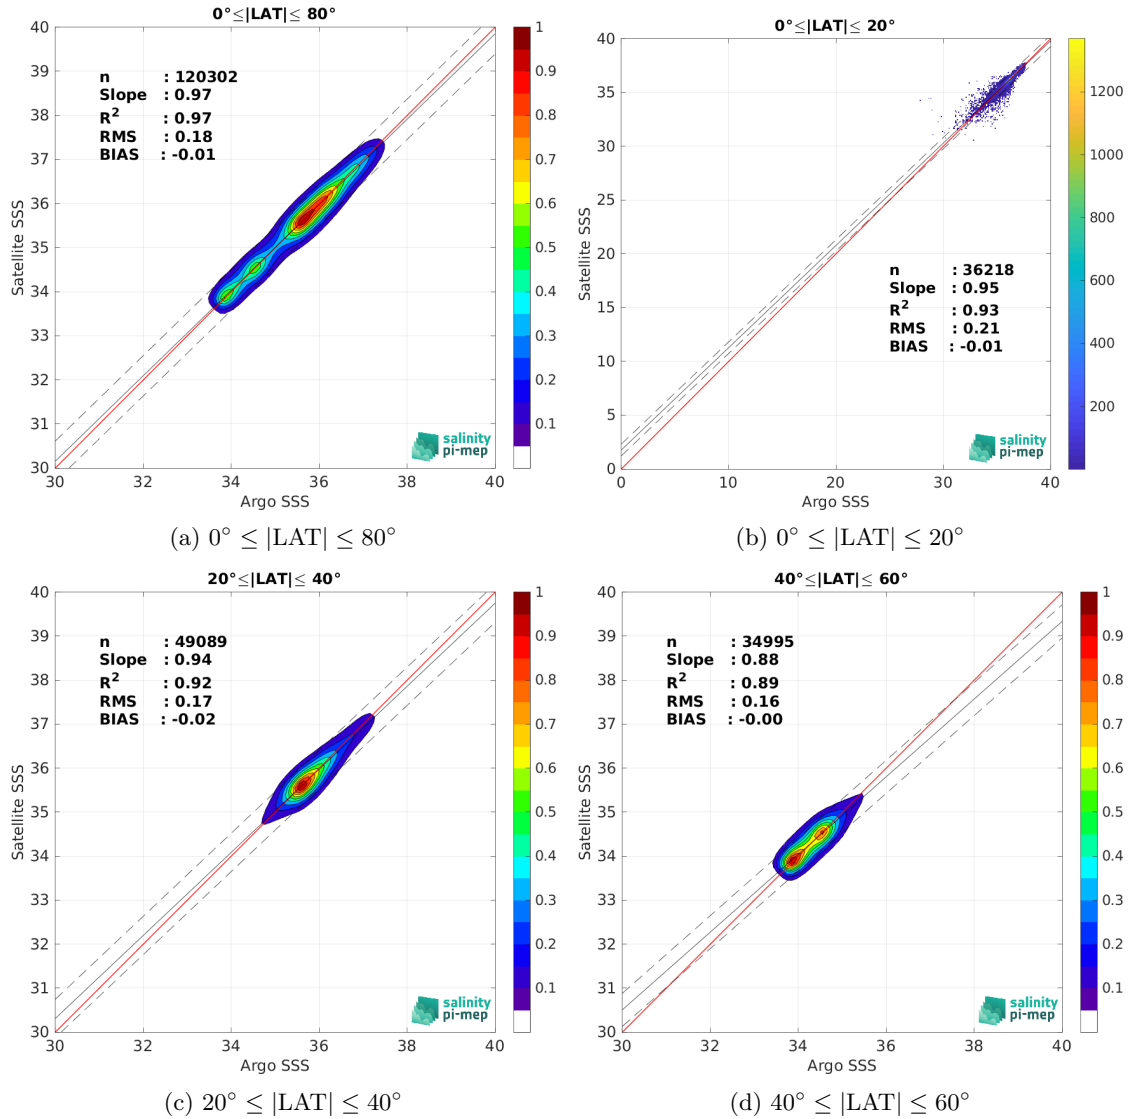 0°≤|LAT|≤ 80°
40
39
38
37
36
35
34
33
32
31
30
Satellite SSS
n : 120302
Slope : 0.97
R2 : 0.97
RMS : 0.18
BIAS : -0.01
salinity
pi-mep
30 32 34 36 38 40
Argo SSS
1
0.9
0.8
0.7
0.6
0.5
0.4
0.3
0.2
0.1
(a) 0° ≤ |LAT| ≤ 80°
0°≤|LAT|≤ 20°
40
35
30
25
20
15
10
5
0
Satellite SSS
n : 36218
Slope : 0.95
R2 : 0.93
RMS : 0.21
BIAS : -0.01
salinity
pi-mep
0 10 20 30 40
Argo SSS
1200
1000
800
600
400
200
(b) 0° ≤ |LAT| ≤ 20°
20°≤|LAT|≤ 40°
40
39
38
37
36
35
34
33
32
31
30
Satellite SSS
n : 49089
Slope : 0.94
R2 : 0.92
RMS : 0.17
BIAS : -0.02
salinity
pi-mep
30 32 34 36 38 40
Argo SSS
1
0.9
0.8
0.7
0.6
0.5
0.4
0.3
0.2
0.1
(c) 20° ≤ |LAT| ≤ 40°
40°≤|LAT|≤ 60°
40
39
38
37
36
35
34
33
32
31
30
Satellite SSS
n : 34995
Slope : 0.88
R2 : 0.89
RMS : 0.16
BIAS : -0.00
salinity
pi-mep
30 32 34 36 38 40
Argo SSS
1
0.9
0.8
0.7
0.6
0.5
0.4
0.3
0.2
0.1
(d) 40° ≤ |LAT| ≤ 60°